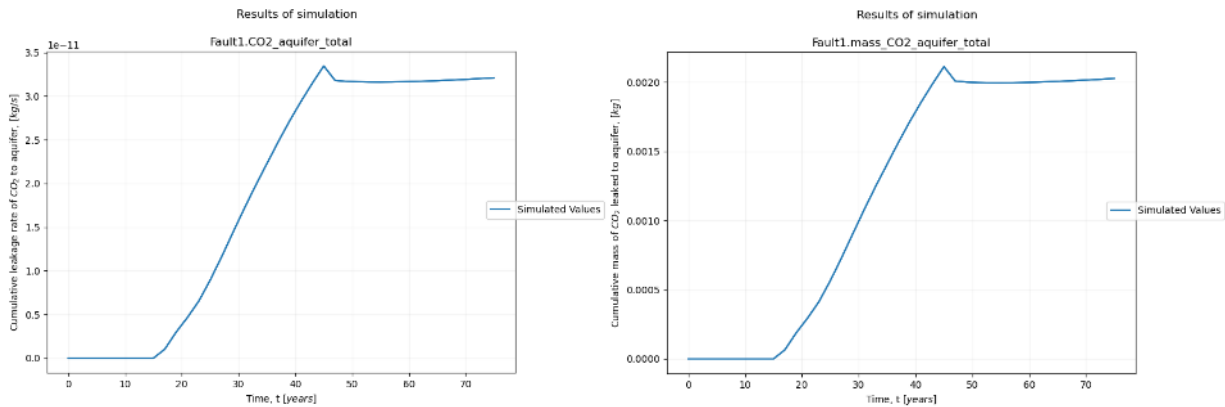 Results of simulation
Fault1.CO2_aquifer_total
1e−11
3.5
3.0
2.5
2.0
1.5
1.0
0.5
0.0
Cumulative leakage rate of CO₂ to aquifer, [kg/s]
0 10 20 30 40 50 60 70
Time, t [years]
Simulated Values
Results of simulation
Fault1.mass_CO2_aquifer_total
0.0020
0.0015
0.0010
0.0005
0.0000
Cumulative mass of CO₂ leaked to aquifer, [kg]
0 10 20 30 40 50 60 70
Time, t [years]
Simulated Values